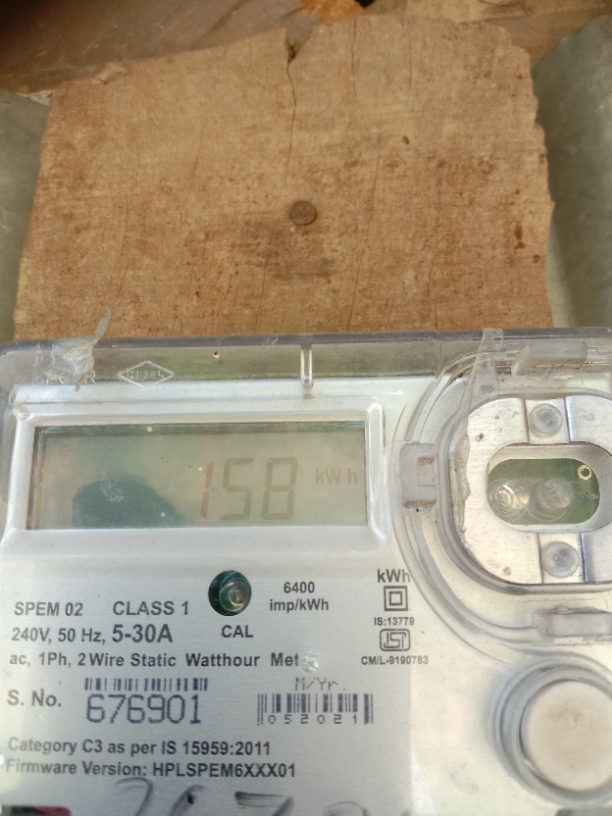 158 kWh
6400
imp/kWh
kWh
SPEM 02 CLASS 1
IS:13779
240V, 50 Hz, 5-30A
CAL
CM/L-9190783
ac, 1Ph, 2 Wire Static Watthour
M/Yr.
S. No. 676901
052021
Category C3 as per IS 15959:2011
Firmware Version: HPLSPEM6XXX01